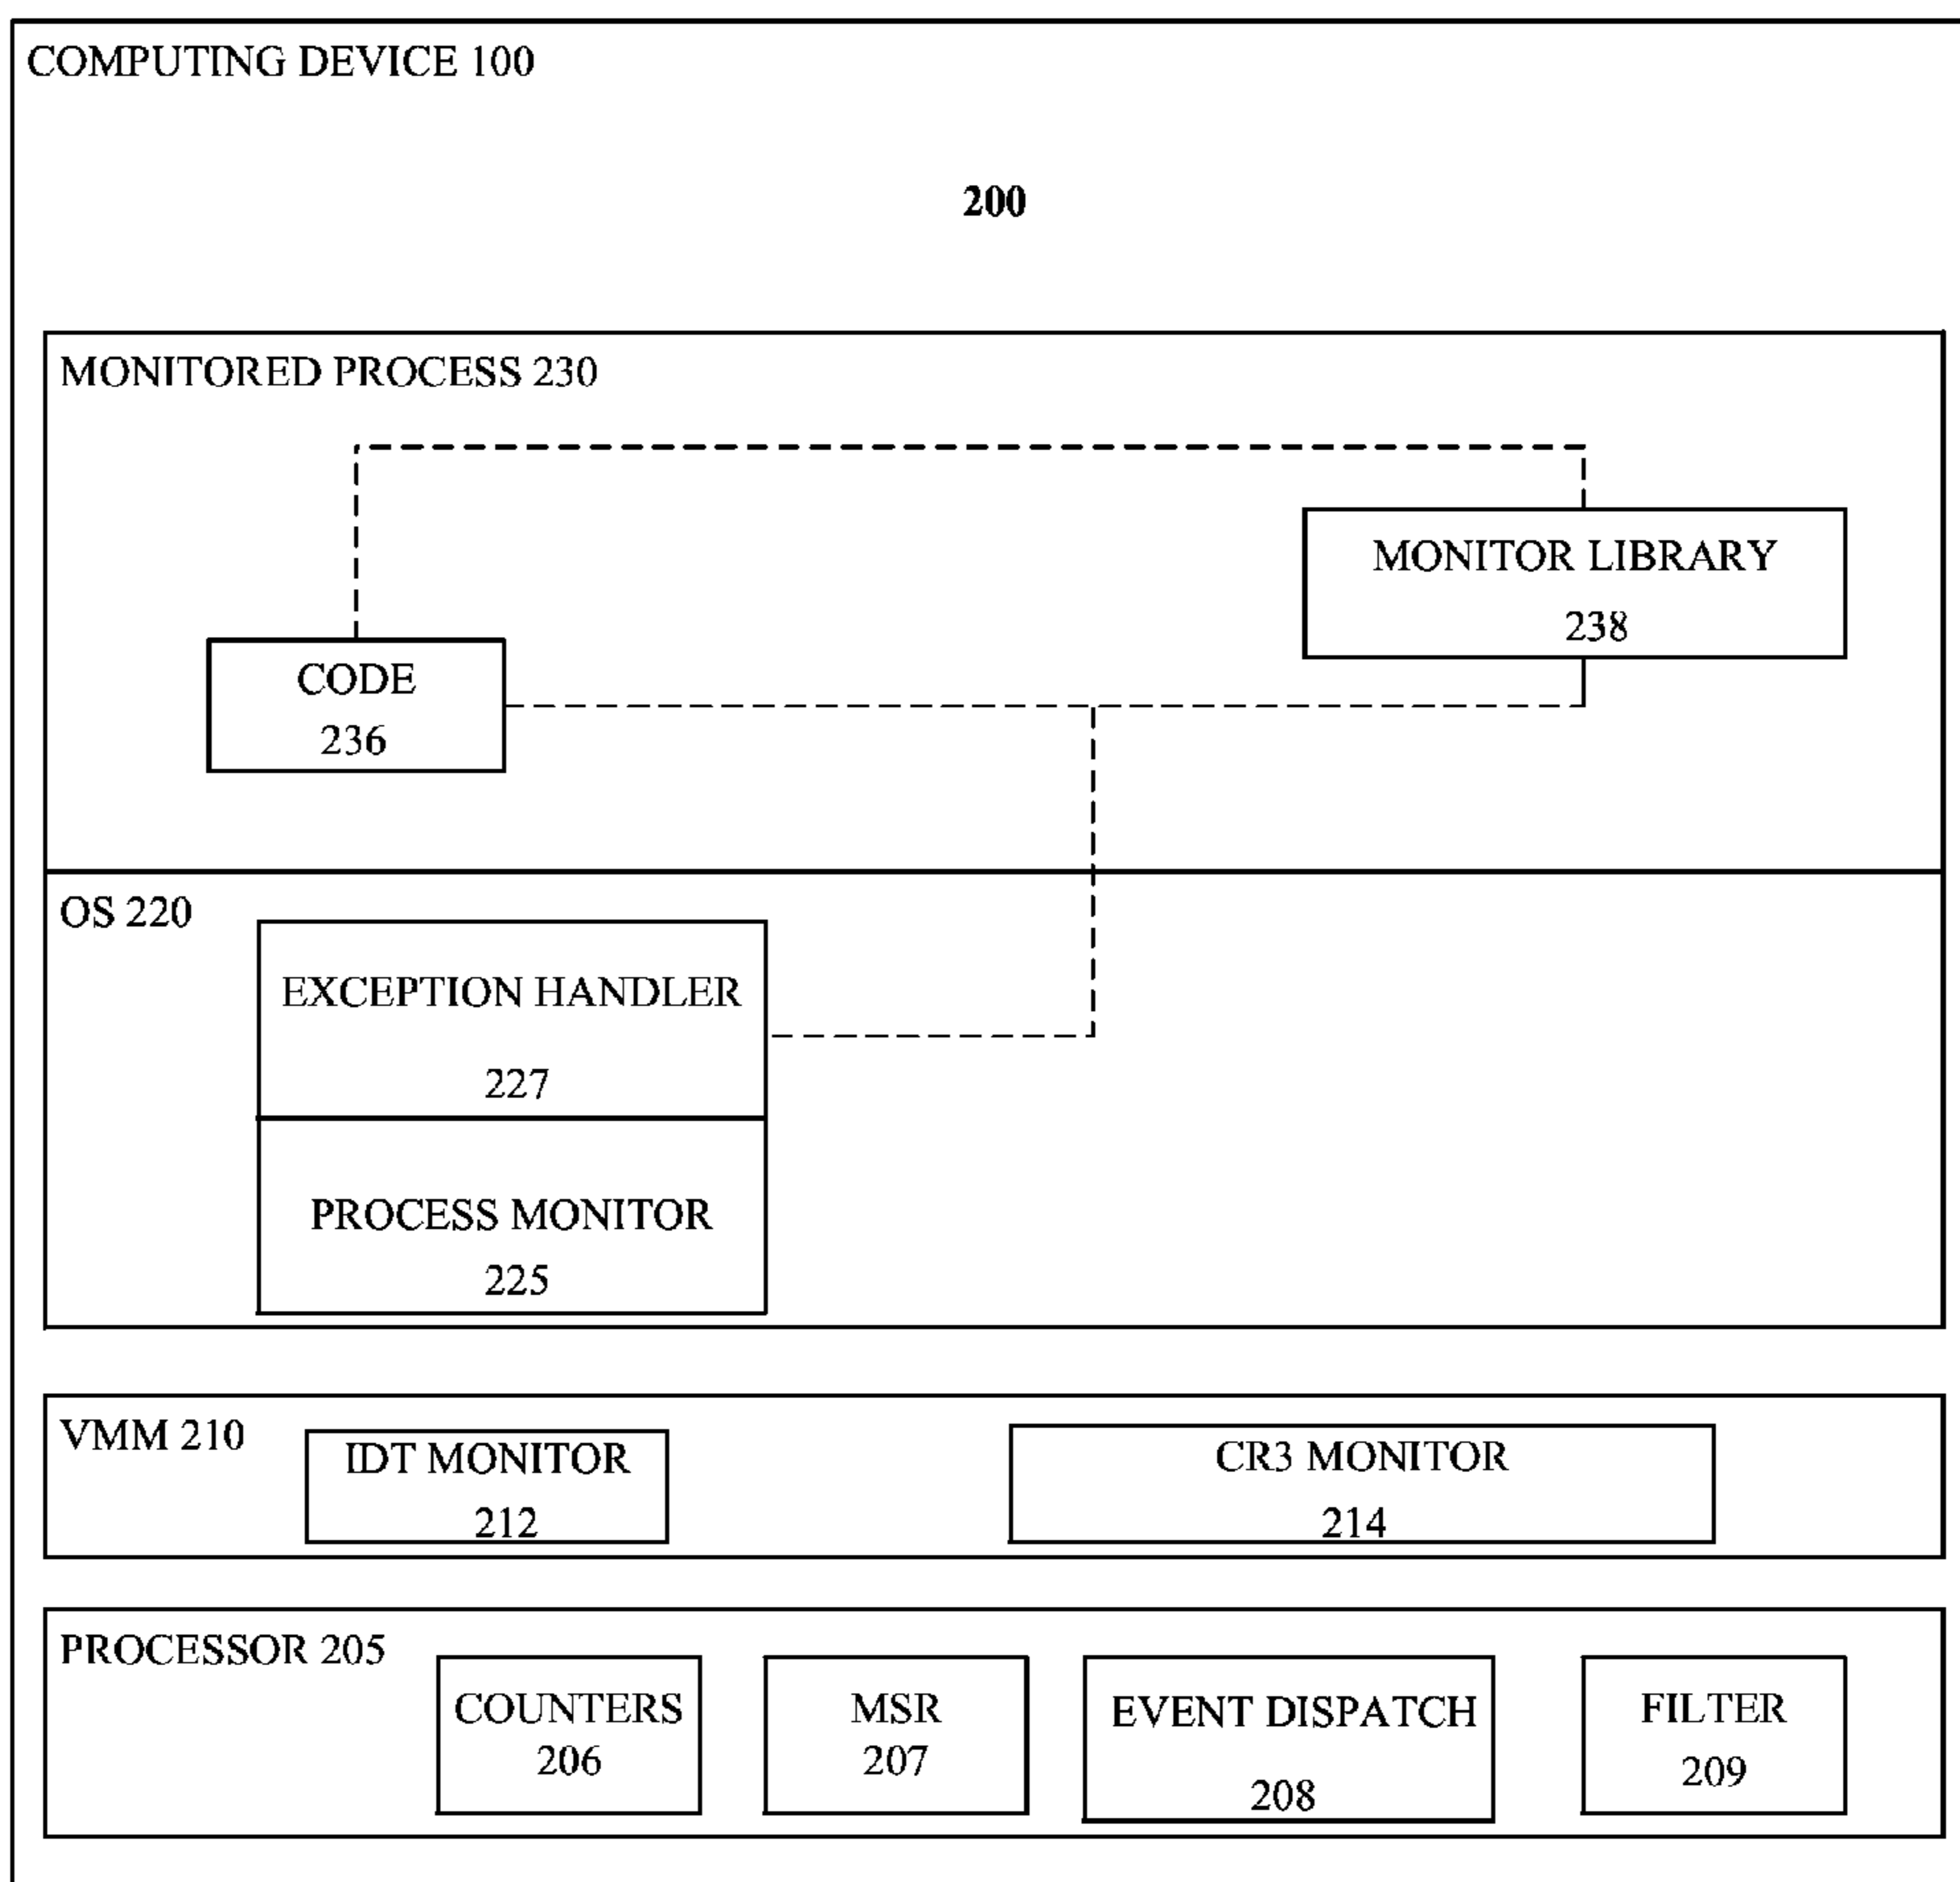 COMPUTING DEVICE 100
200
MONITORED PROCESS 230
MONITOR LIBRARY
238
CODE
236
OS 220
EXCEPTION HANDLER
227
PROCESS MONITOR
225
VMM 210
IDT MONITOR
212
CR3 MONITOR
214
PROCESSOR 205
COUNTERS
206
MSR
207
EVENT DISPATCH
208
FILTER
209